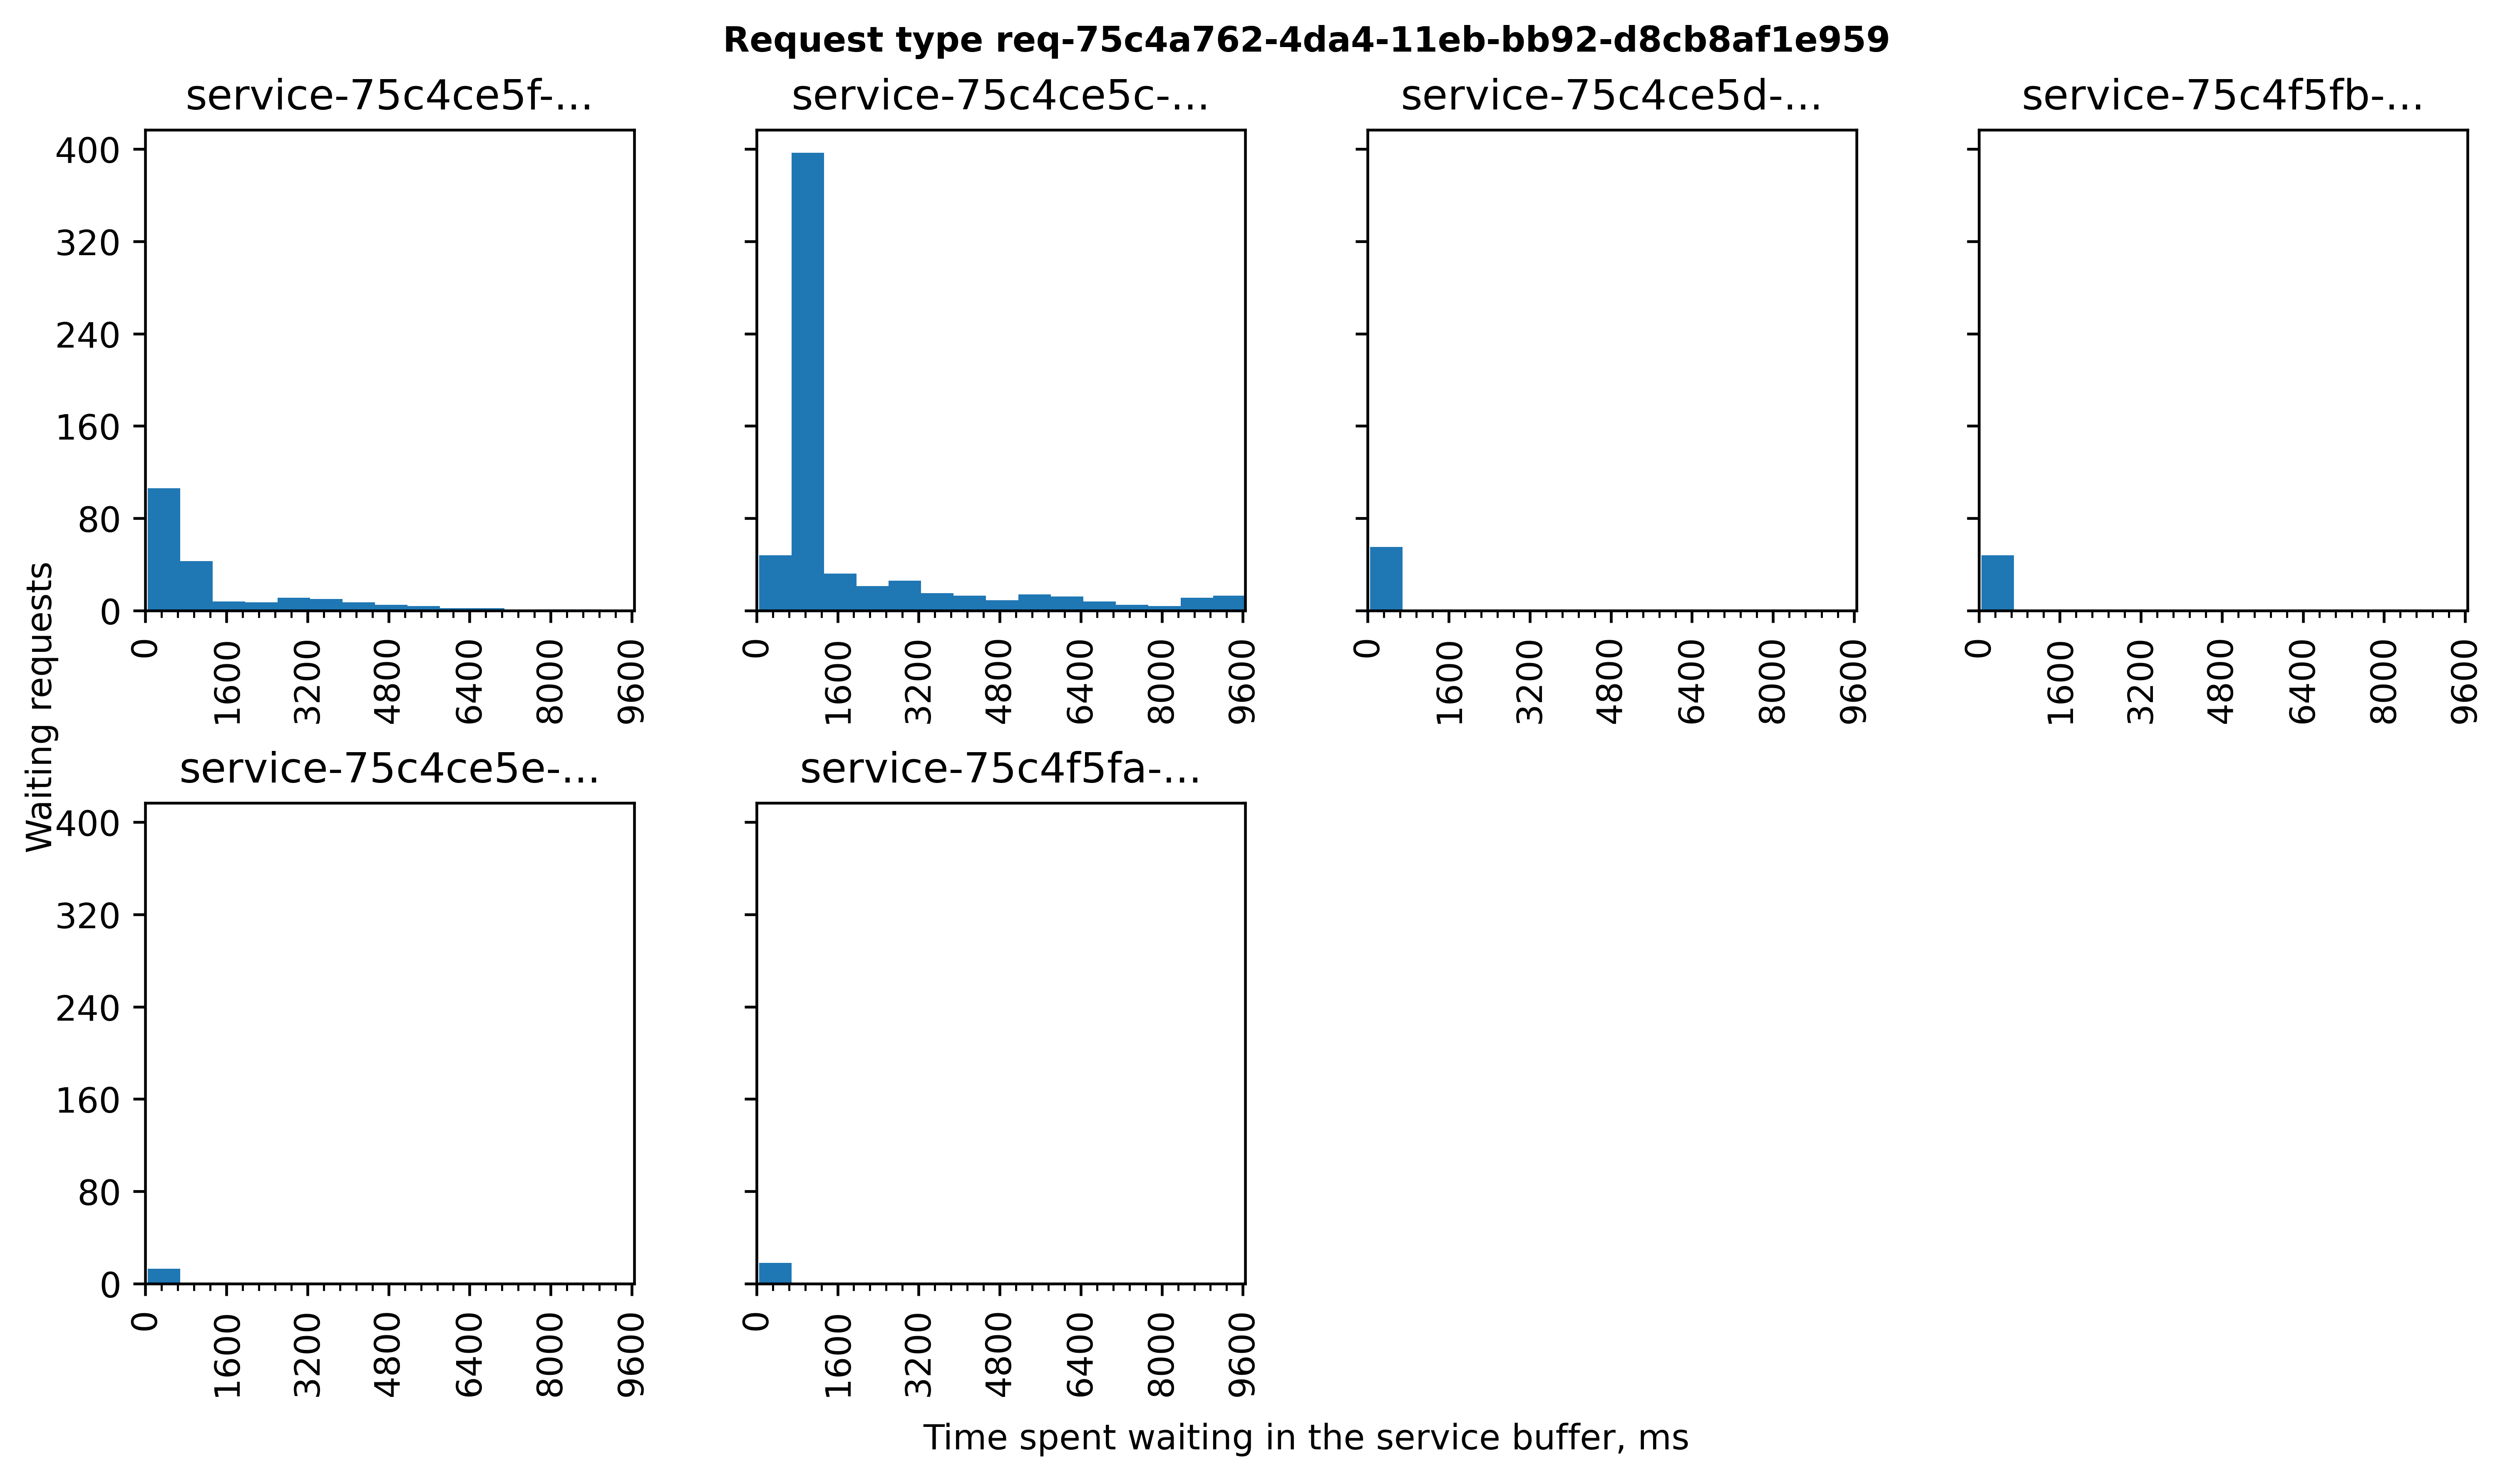 Request type req-75c4a762-4da4-11eb-bb92-d8cb8af1e959
service-75c4ce5f-...
service-75c4ce5c-...
service-75c4ce5d-...
service-75c4f5fb-...
400
320
240
160
80
0
0 1600 3200 4800 6400 8000 9600
0 1600 3200 4800 6400 8000 9600
0 1600 3200 4800 6400 8000 9600
0 1600 3200 4800 6400 8000 9600
Waiting requests
service-75c4ce5e-...
service-75c4f5fa-...
400
320
240
160
80
0
0 1600 3200 4800 6400 8000 9600
0 1600 3200 4800 6400 8000 9600
Time spent waiting in the service buffer, ms